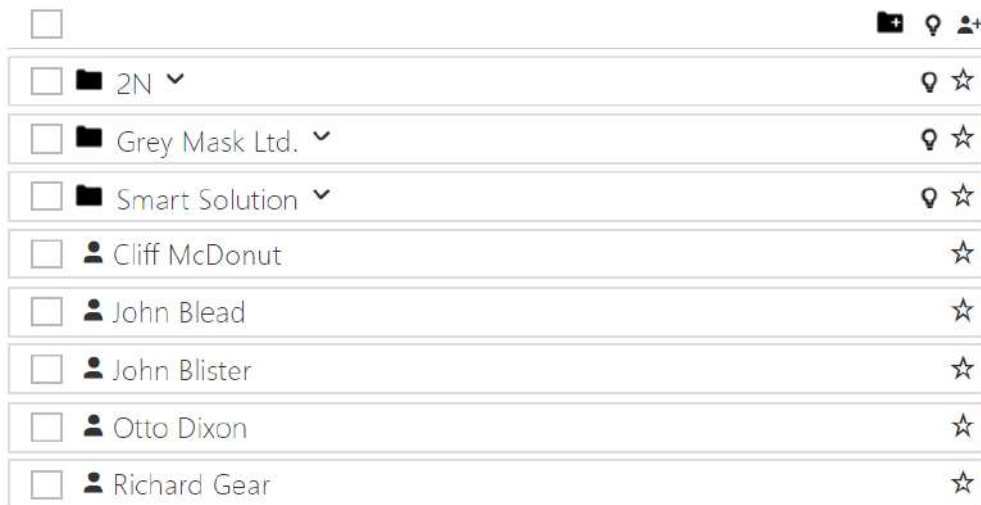 2N
Grey Mask Ltd.
Smart Solution
Cliff McDonut
John Blead
John Blister
Otto Dixon
Richard Gear